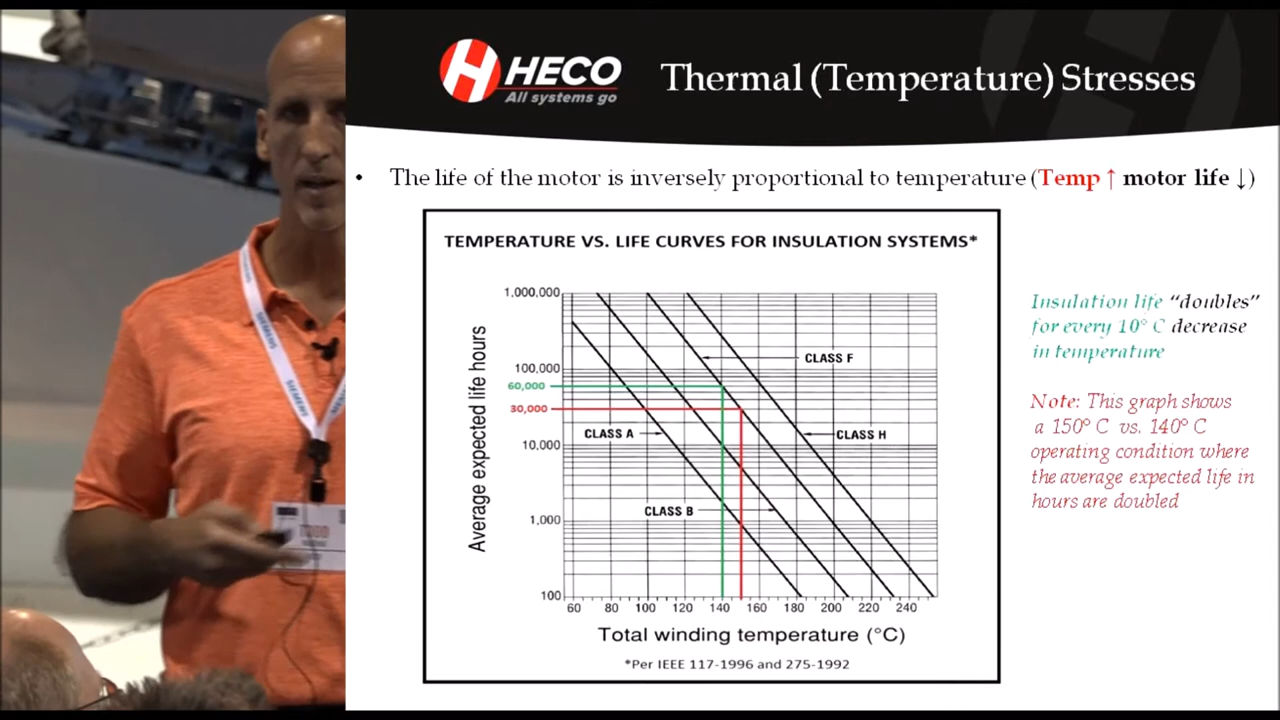 HECO
All systems go
Thermal (Temperature) Stresses
• The life of the motor is inversely proportional to temperature (Temp ↑ motor life ↓)
TEMPERATURE VS. LIFE CURVES FOR INSULATION SYSTEMS*
Average expected life hours
1,000,000
100,000
60,000
30,000
10,000
1,000
100
CLASS F
CLASS H
CLASS A
CLASS B
60 80 100 120 140 160 180 200 220 240
Total winding temperature (°C)
*Per IEEE 117-1996 and 275-1992
Insulation life "doubles"
for every 10° C decrease
in temperature
Note: This graph shows
a 150° C vs. 140° C
operating condition where
the average expected life in
hours are doubled
SIEMENS
SIEMENS